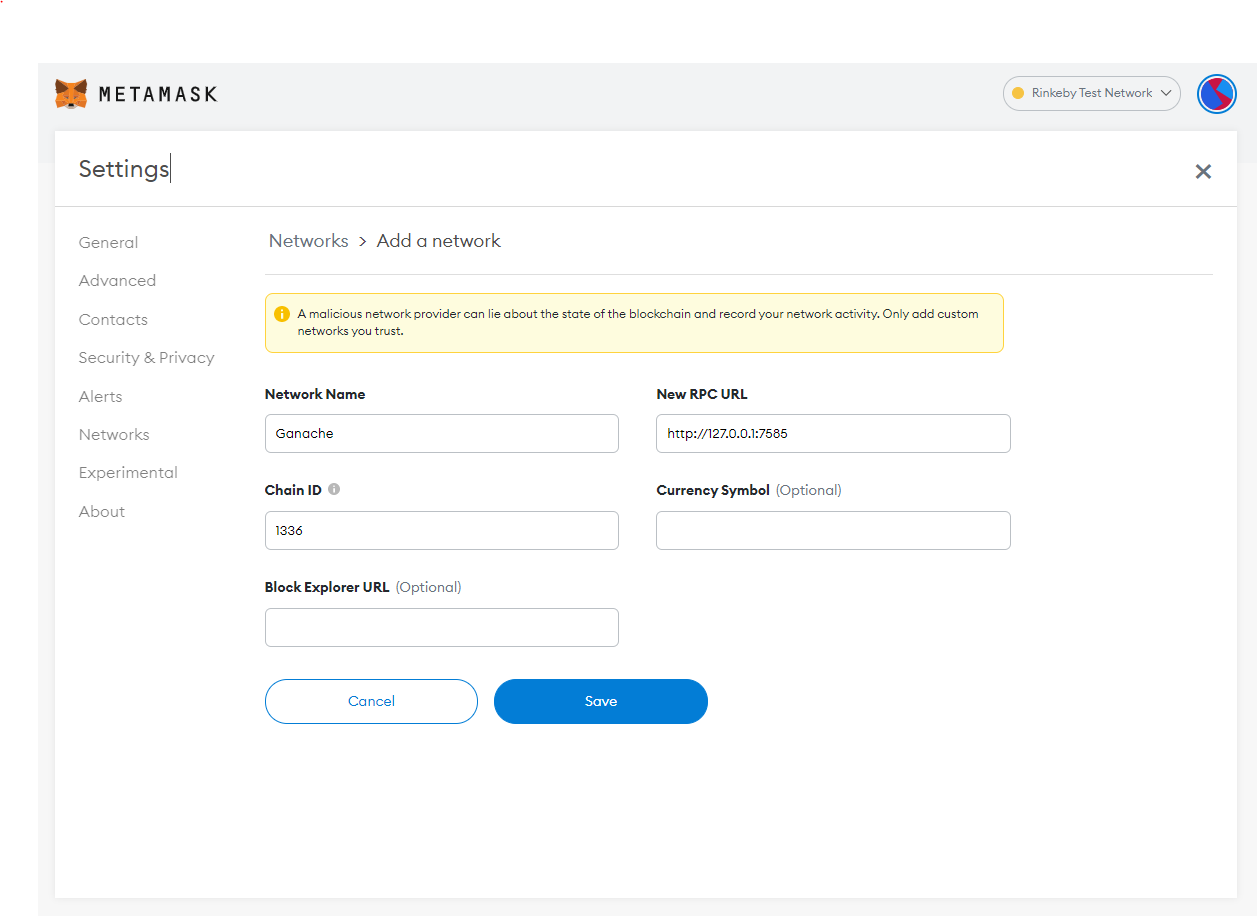 METAMASK
Rinkeby Test Network
Settings
General
Advanced
Contacts
Security & Privacy
Alerts
Networks
Experimental
About
Networks > Add a network
A malicious network provider can lie about the state of the blockchain and record your network activity. Only add custom
networks you trust.
Network Name
Ganache
New RPC URL
http://127.0.0.1:7585
Chain ID
1336
Currency Symbol (Optional)
Block Explorer URL (Optional)
Cancel
Save